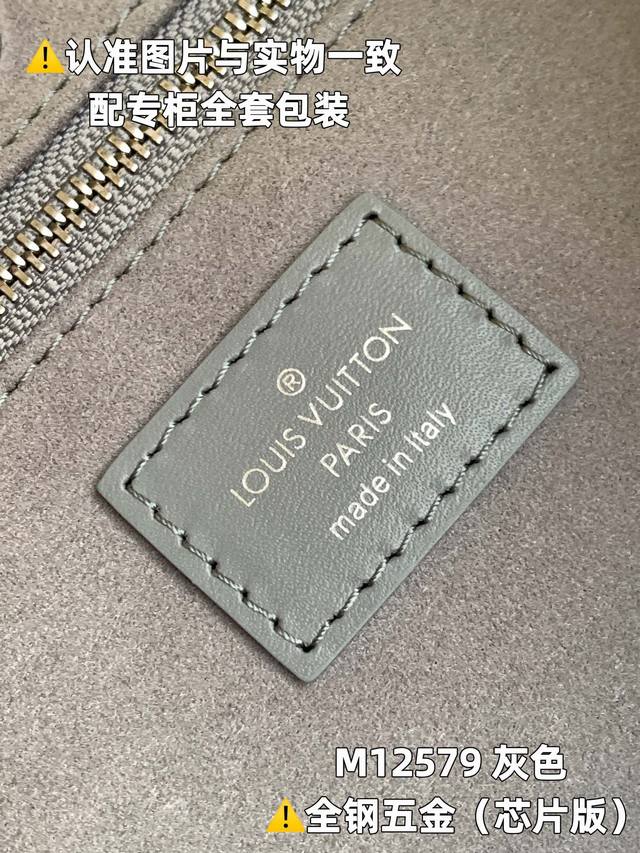 ⚠️认准图片与实物一致
配专柜全套包装
®
LOUIS VUITTON
PARIS
made in Italy
M12579 灰色
⚠️全钢五金（芯片版）